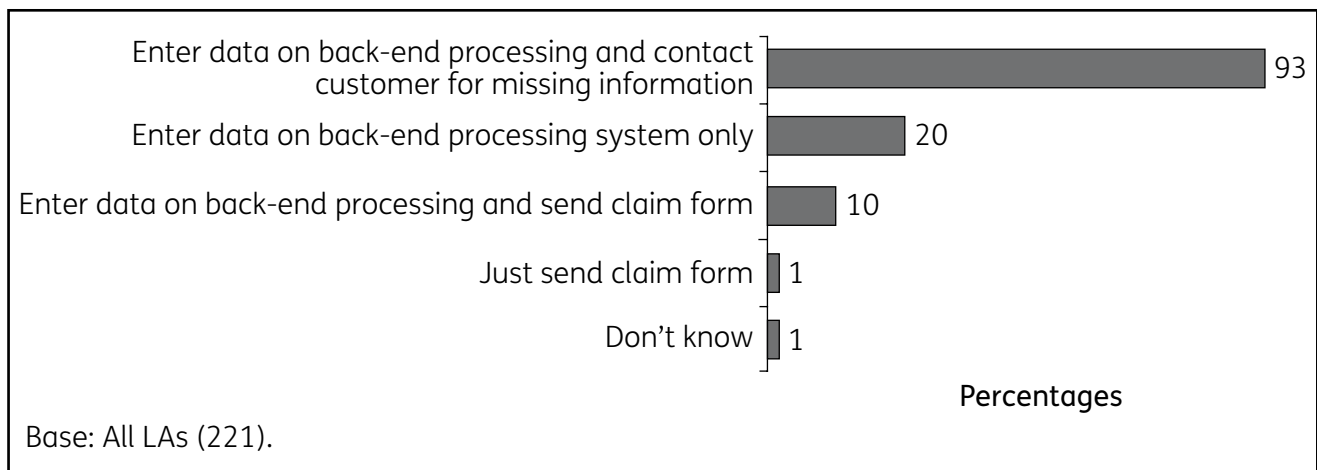 Enter data on back-end processing and contact
customer for missing information
93
Enter data on back-end processing system only
20
Enter data on back-end processing and send claim form
10
Just send claim form
1
Don’t know
1
Percentages
Base: All LAs (221).